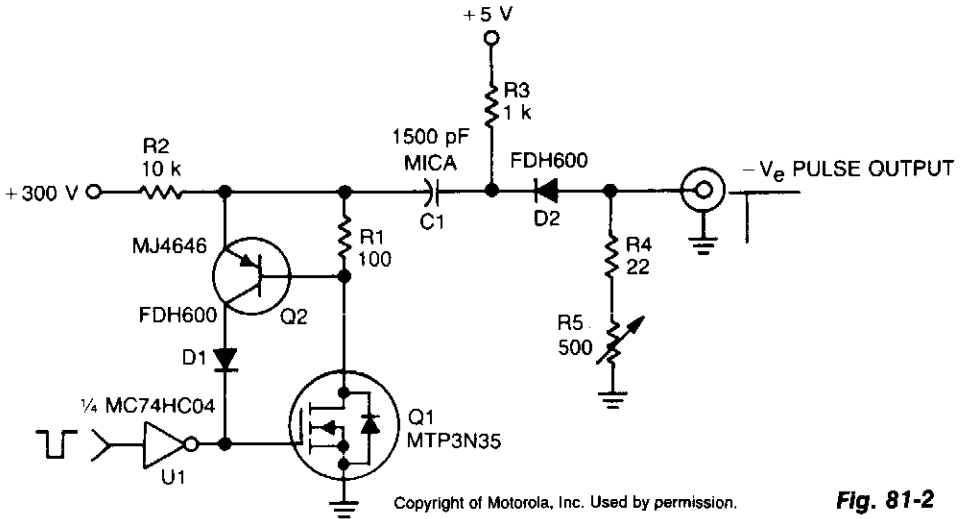 +5 V
R3
1 k
R2
10 k
1500 pF
MICA
FDH600
−Ve PULSE OUTPUT
+300 V
C1
D2
MJ4646
R1
100
R4
22
FDH600
Q2
R5
500
D1
¼ MC74HC04
Q1
MTP3N35
U1
Copyright of Motorola, Inc. Used by permission.
Fig. 81-2